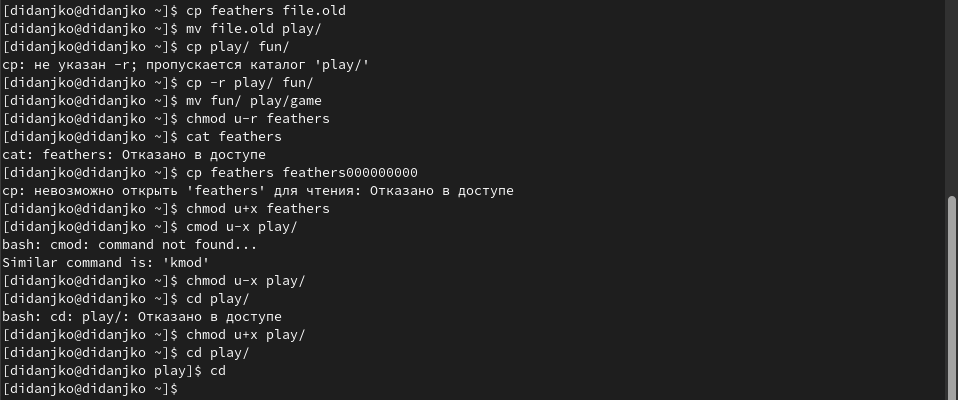 [didanjko@didanjko ~]$ cp feathers file.old
[didanjko@didanjko ~]$ mv file.old play/
[didanjko@didanjko ~]$ cp play/ fun/
cp: не указан -r; пропускается каталог 'play/'
[didanjko@didanjko ~]$ cp -r play/ fun/
[didanjko@didanjko ~]$ mv fun/ play/game
[didanjko@didanjko ~]$ chmod u-r feathers
[didanjko@didanjko ~]$ cat feathers
cat: feathers: Отказано в доступе
[didanjko@didanjko ~]$ cp feathers feathers000000000
cp: невозможно открыть 'feathers' для чтения: Отказано в доступе
[didanjko@didanjko ~]$ chmod u+x feathers
[didanjko@didanjko ~]$ cmod u-x play/
bash: cmod: command not found...
Similar command is: 'kmod'
[didanjko@didanjko ~]$ chmod u-x play/
[didanjko@didanjko ~]$ cd play/
bash: cd: play/: Отказано в доступе
[didanjko@didanjko ~]$ chmod u+x play/
[didanjko@didanjko ~]$ cd play/
[didanjko@didanjko play]$ cd
[didanjko@didanjko ~]$